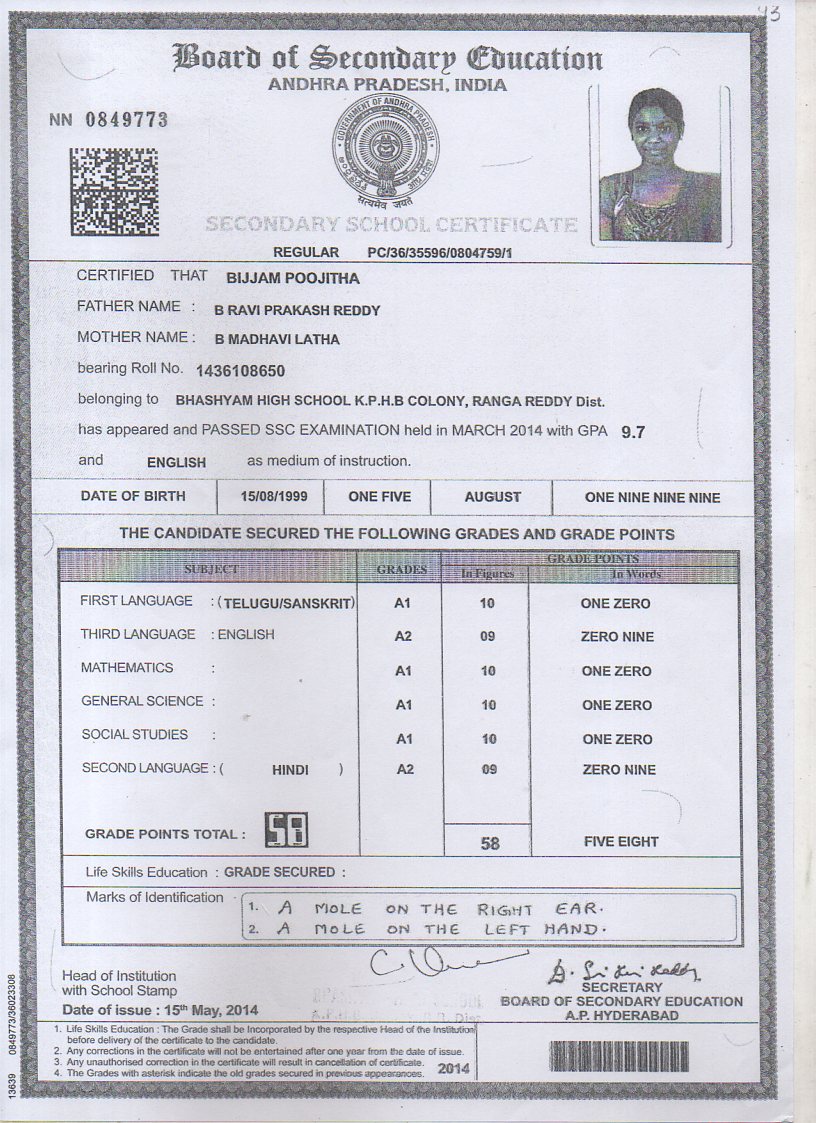 43
Board of Secondary Education
ANDHRA PRADESH, INDIA
NN 0849773
GOVERNMENT OF ANDHRA PRADESH
सत्यमेव जयते
SECONDARY SCHOOL CERTIFICATE
REGULAR PC/36/35596/0804759/1
CERTIFIED THAT BIJJAM POOJITHA
FATHER NAME : B RAVI PRAKASH REDDY
MOTHER NAME : B MADHAVI LATHA
bearing Roll No. 1436108650
belonging to BHASHYAM HIGH SCHOOL K.P.H.B COLONY, RANGA REDDY Dist.
has appeared and PASSED SSC EXAMINATION held in MARCH 2014 with GPA 9.7
and ENGLISH as medium of instruction.
DATE OF BIRTH 15/08/1999 ONE FIVE AUGUST ONE NINE NINE NINE
THE CANDIDATE SECURED THE FOLLOWING GRADES AND GRADE POINTS
SUBJECT GRADES GRADE POINTS
In Figures In Words
FIRST LANGUAGE : (TELUGU/SANSKRIT) A1 10 ONE ZERO
THIRD LANGUAGE : ENGLISH A2 09 ZERO NINE
MATHEMATICS : A1 10 ONE ZERO
GENERAL SCIENCE : A1 10 ONE ZERO
SOCIAL STUDIES : A1 10 ONE ZERO
SECOND LANGUAGE : ( HINDI ) A2 09 ZERO NINE
GRADE POINTS TOTAL : 58 58 FIVE EIGHT
Life Skills Education : GRADE SECURED :
Marks of Identification
1. A MOLE ON THE RIGHT EAR.
2. A MOLE ON THE LEFT HAND.
Head of Institution
with School Stamp
Date of issue : 15th May, 2014
SECRETARY
BOARD OF SECONDARY EDUCATION
A.P. HYDERABAD
1. Life Skills Education : The Grade shall be Incorporated by the respective Head of the Institution
before delivery of the certificate to the candidate.
2. Any corrections in the certificate will not be entertained after one year from the date of issue.
3. Any unauthorised correction in the certificate will result in cancellation of certificate.
4. The Grades with asterisk indicate the old grades secured in previous appearances.
2014
13639 0849773/36023308